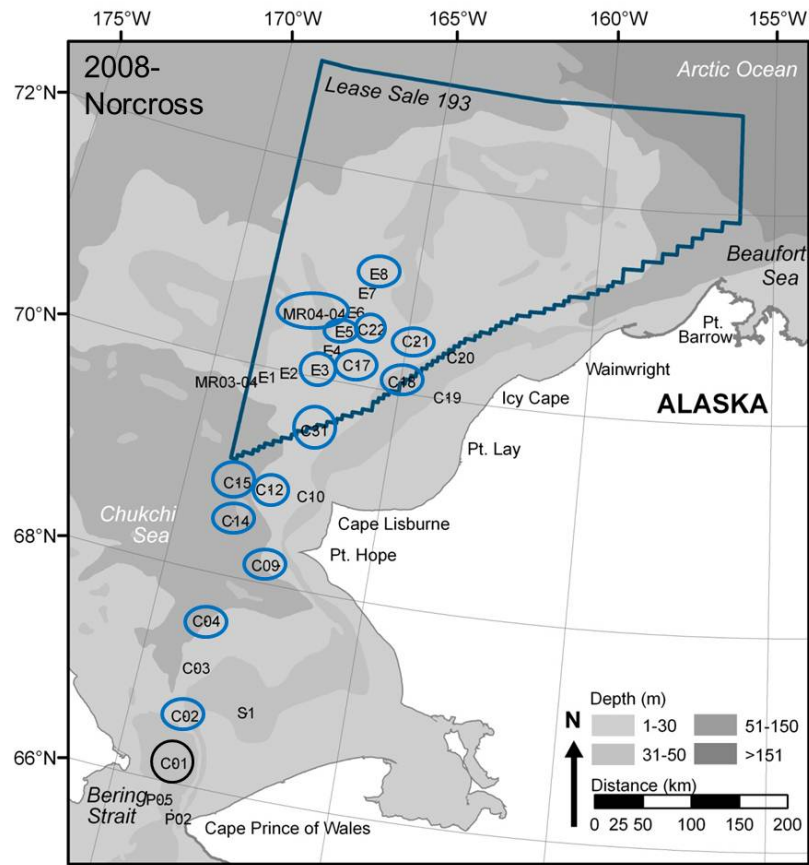 175°W
170°W
165°W
160°W
155°W
2008-
Norcross
Arctic Ocean
72°N
Lease Sale 193
Beaufort
Sea
E8
E7
70°N
MR04-04
E6
E5
C22
C21
Pt.
Barrow
E4
C20
E3
C17
Wainwright
MR03-04
E1
E2
C18
C19
Icy Cape
ALASKA
C31
Pt. Lay
C15
C12
C10
Chukchi
Sea
C14
Cape Lisburne
68°N
Pt. Hope
C09
C04
C03
C02
S1
Depth (m)
N
1-30
51-150
31-50
>151
66°N
C01
Distance (km)
Bering
Strait
P05
P02
Cape Prince of Wales
0 25 50 100 150 200